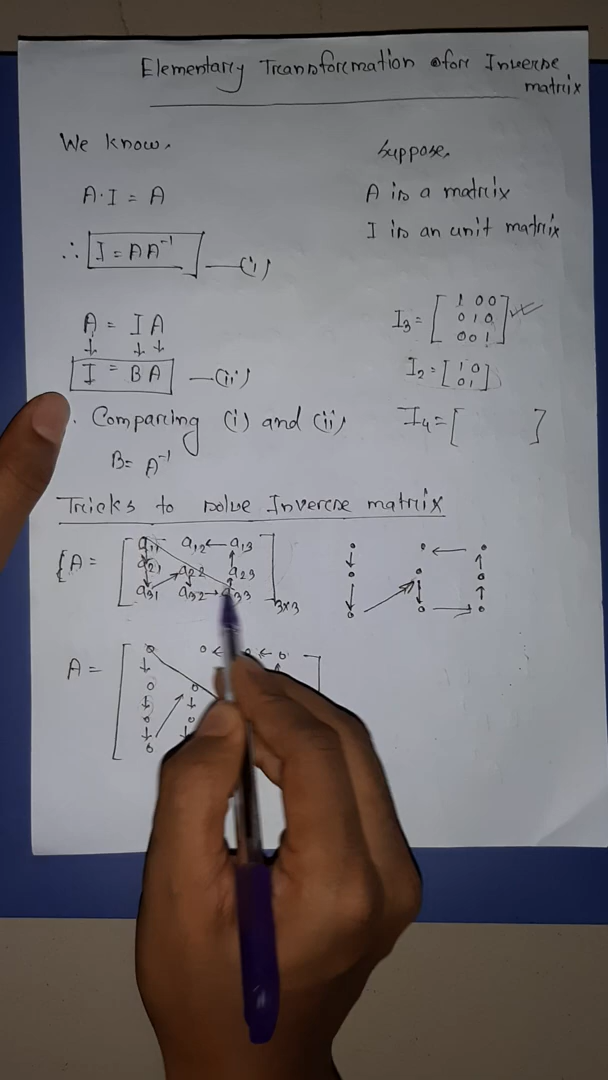 Elementary Transformation for Inverse
matrix
We know,
A·I = A
∴ I = AA⁻¹ —(i)
A = I A
↓ ↓ ↓
I = B A —(ii)
Comparing (i) and (ii),
B = A⁻¹
Suppose,
A is a matrix
I is an unit matrix
I₃ = [ 1 0 0
0 1 0
0 0 1 ]
I₂ = [ 1 0
0 1 ]
I₄ = [ ]
Tricks to solve Inverse matrix
A = [ a₁₁ a₁₂ ← a₁₃
a₂₁ a₂₂ a₂₃
a₃₁ a₃₂ → a₃₃ ] 3×3
A = [